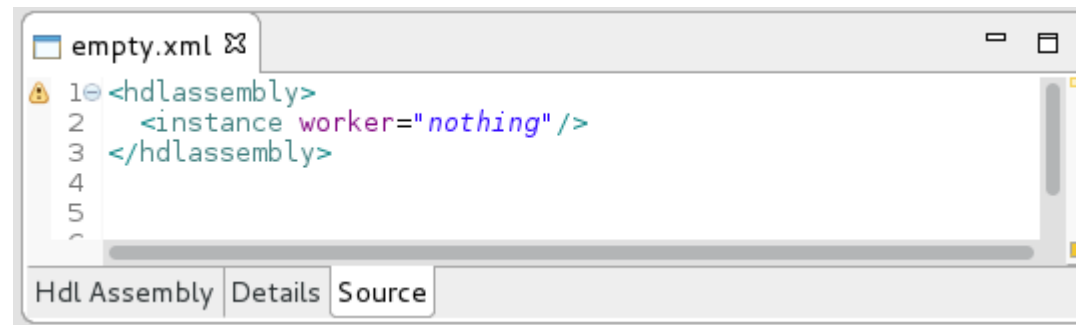 empty.xml
1 <hdlassembly>
2   <instance worker="nothing"/>
3 </hdlassembly>
4
5
Hdl Assembly Details Source